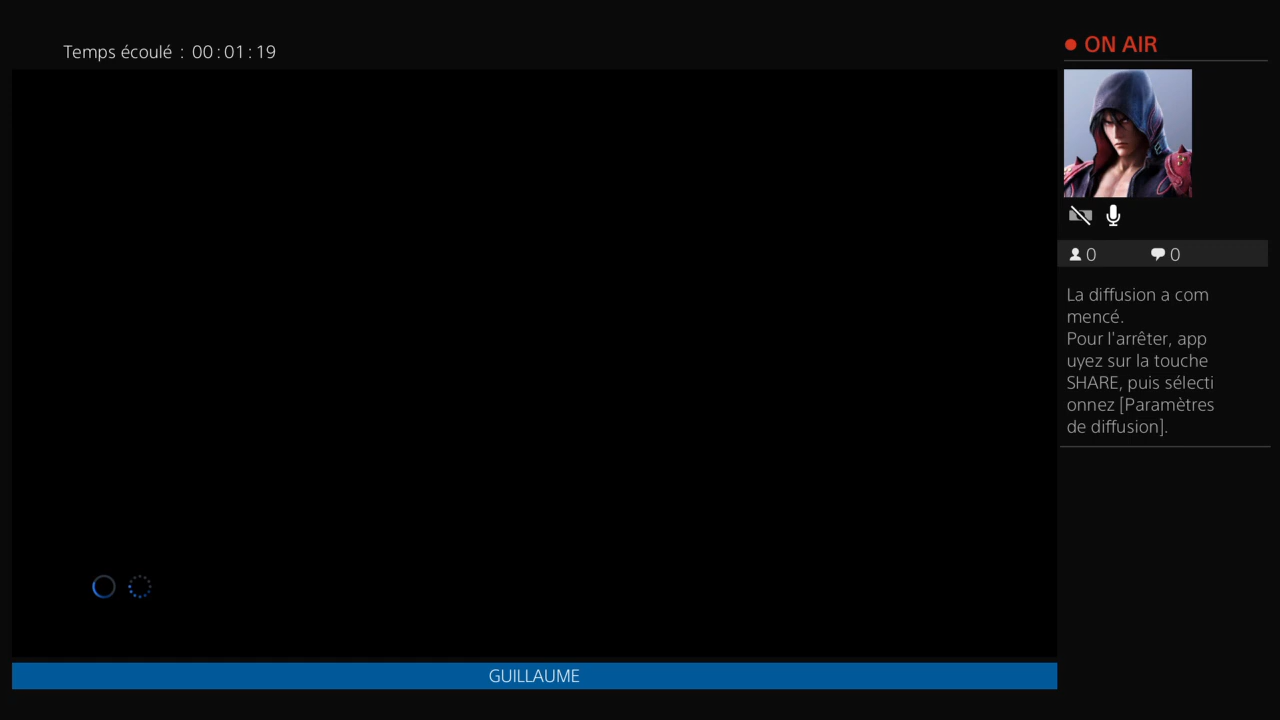 Temps écoulé : 00:01:19
ON AIR
0 0
La diffusion a com
mencé.
Pour l'arrêter, app
uyez sur la touche
SHARE, puis sélecti
onnez [Paramètres
de diffusion].
GUILLAUME